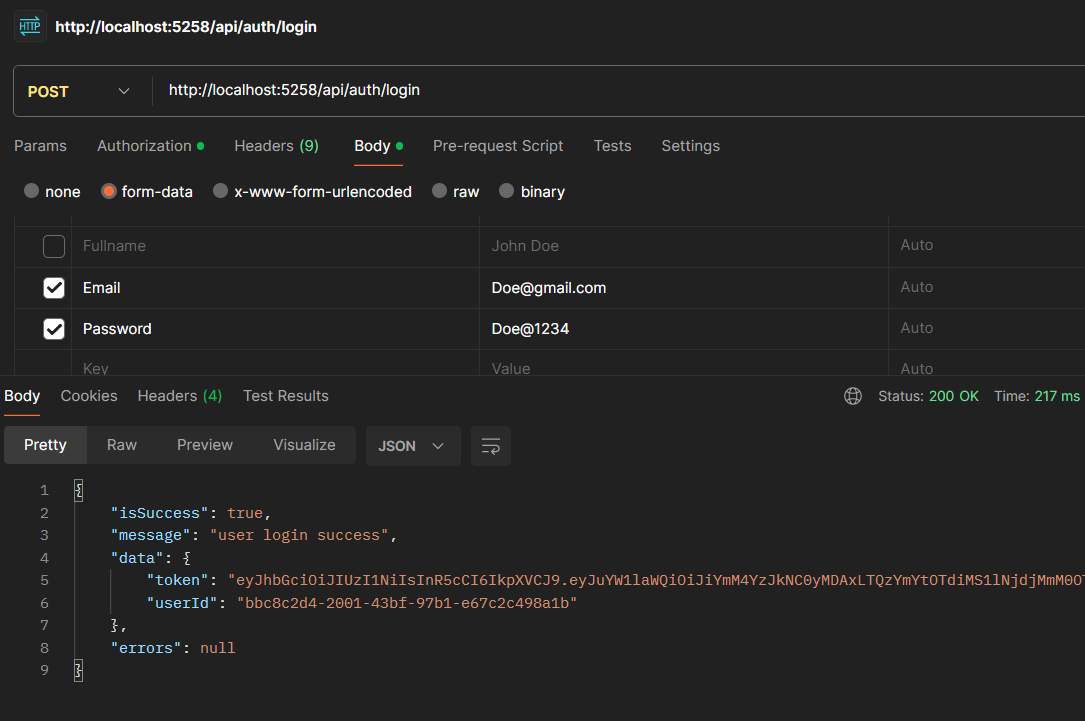 HTTP http://localhost:5258/api/auth/login
POST http://localhost:5258/api/auth/login
Params Authorization Headers (9) Body Pre-request Script Tests Settings
none form-data x-www-form-urlencoded raw binary
Fullname John Doe Auto
Email Doe@gmail.com Auto
Password Doe@1234 Auto
Key Value Auto
Body Cookies Headers (4) Test Results Status: 200 OK Time: 217 ms
Pretty Raw Preview Visualize JSON
1 {
2 "isSuccess": true,
3 "message": "user login success",
4 "data": {
5 "token": "eyJhbGciOiJIUzI1NiIsInR5cCI6IkpXVCJ9.eyJuYW1laWQiOiJiYmM4YzJkNC0yMDAxLTQzYmYtOTdiMS1lNjdjMmM0OT
6 "userId": "bbc8c2d4-2001-43bf-97b1-e67c2c498a1b"
7 },
8 "errors": null
9 }